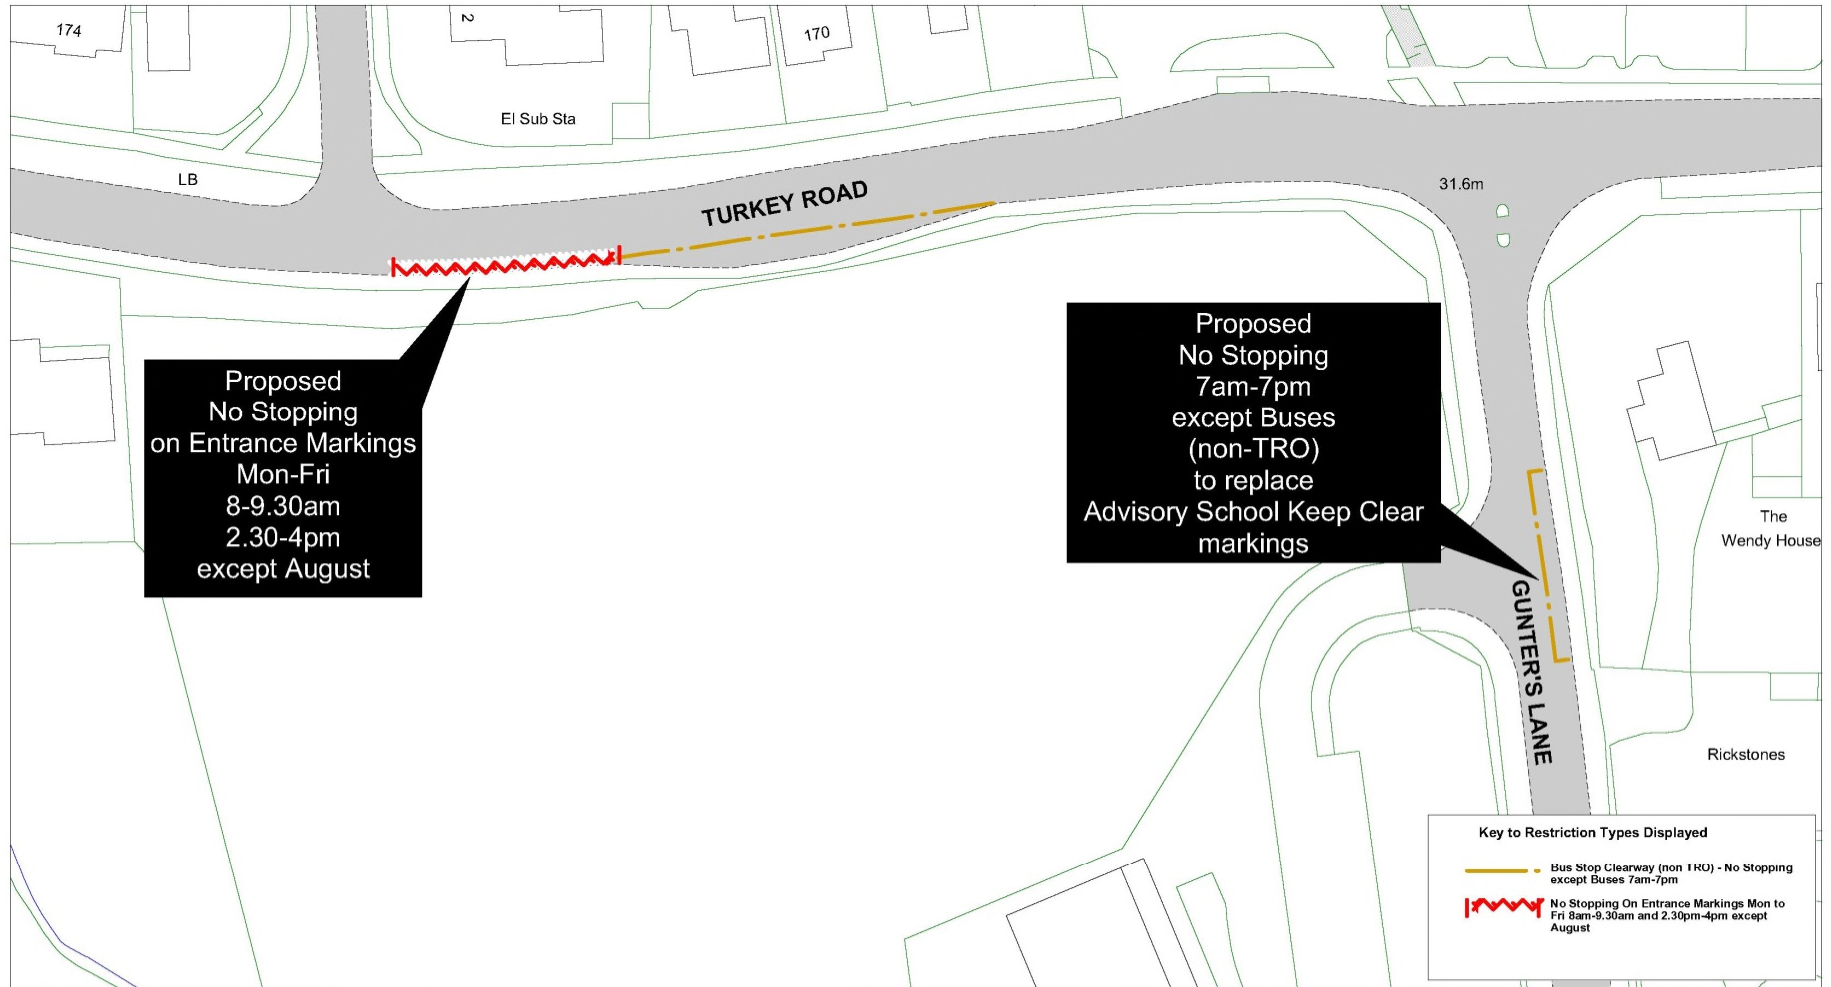 174
2
170
El Sub Sta
LB
TURKEY ROAD
31.6m
Proposed
No Stopping
on Entrance Markings
Mon-Fri
8-9.30am
2.30-4pm
except August
Proposed
No Stopping
7am-7pm
except Buses
(non-TRO)
to replace
Advisory School Keep Clear
markings
GUNTER'S LANE
The
Wendy House
Rickstones
Key to Restriction Types Displayed
Bus Stop Clearway (non TRO) - No Stopping
except Buses 7am-7pm
No Stopping On Entrance Markings Mon to
Fri 8am-9.30am and 2.30pm-4pm except
August